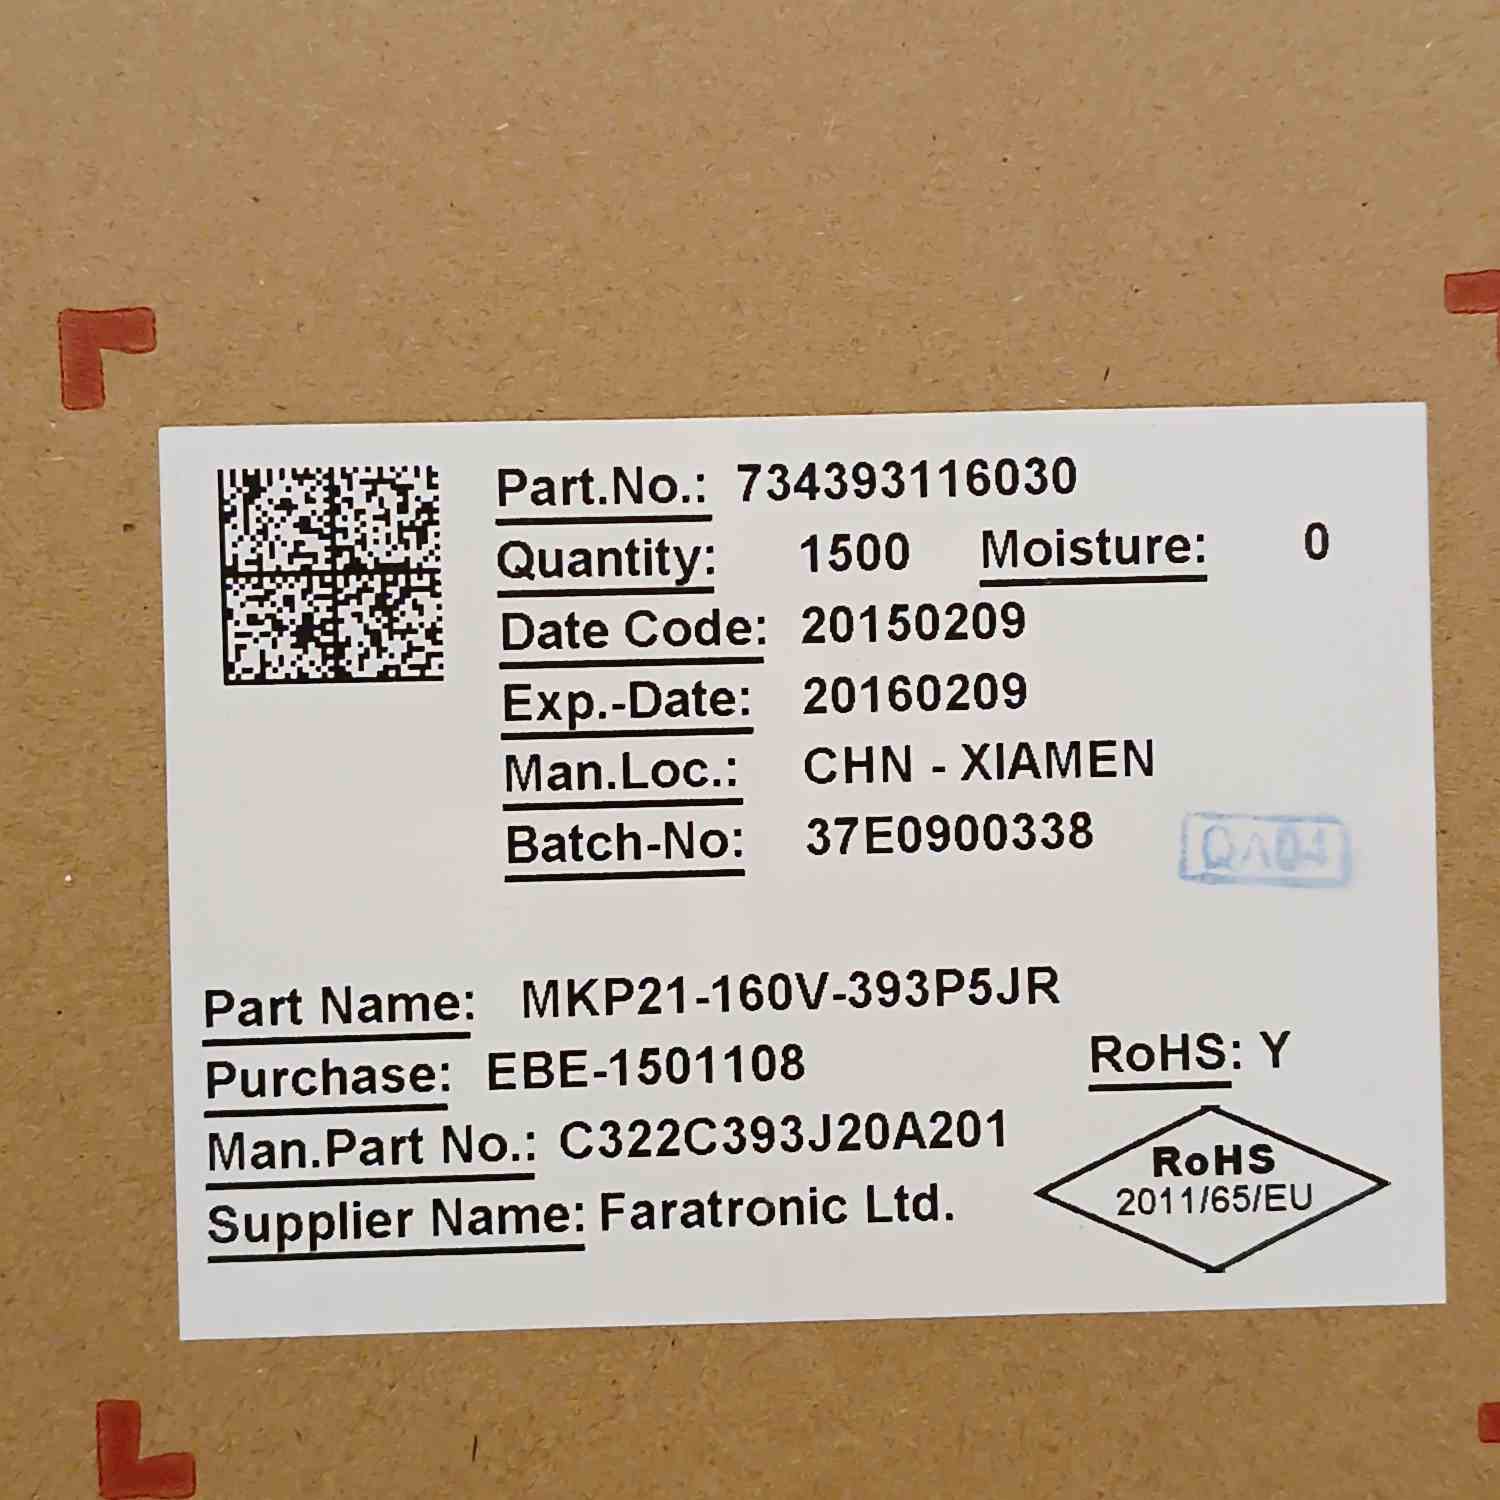 Part.No.: 734393116030
Quantity: 1500 Moisture: 0
Date Code: 20150209
Exp.-Date: 20160209
Man.Loc.: CHN - XIAMEN
Batch-No: 37E0900338
QA04
Part Name: MKP21-160V-393P5JR
Purchase: EBE-1501108
RoHS: Y
Man.Part No.: C322C393J20A201
RoHS
2011/65/EU
Supplier Name: Faratronic Ltd.